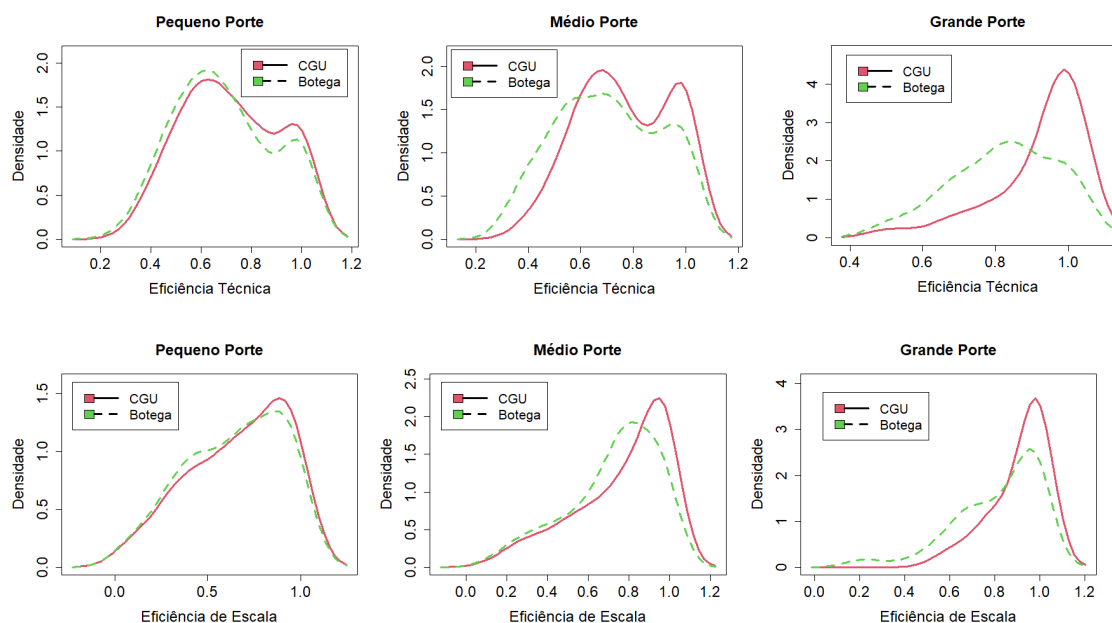 Pequeno Porte
Densidade
2.0
1.5
1.0
0.5
0.0
CGU
Botega
0.2 0.4 0.6 0.8 1.0 1.2
Eficiência Técnica
Médio Porte
Densidade
2.0
1.5
1.0
0.5
0.0
CGU
Botega
0.2 0.4 0.6 0.8 1.0 1.2
Eficiência Técnica
Grande Porte
Densidade
4
3
2
1
0
CGU
Botega
0.4 0.6 0.8 1.0
Eficiência Técnica
Pequeno Porte
Densidade
1.5
1.0
0.5
0.0
CGU
Botega
0.0 0.5 1.0
Eficiência de Escala
Médio Porte
Densidade
2.5
2.0
1.5
1.0
0.5
0.0
CGU
Botega
0.0 0.2 0.4 0.6 0.8 1.0 1.2
Eficiência de Escala
Grande Porte
Densidade
4
3
2
1
0
CGU
Botega
0.0 0.2 0.4 0.6 0.8 1.0 1.2
Eficiência de Escala